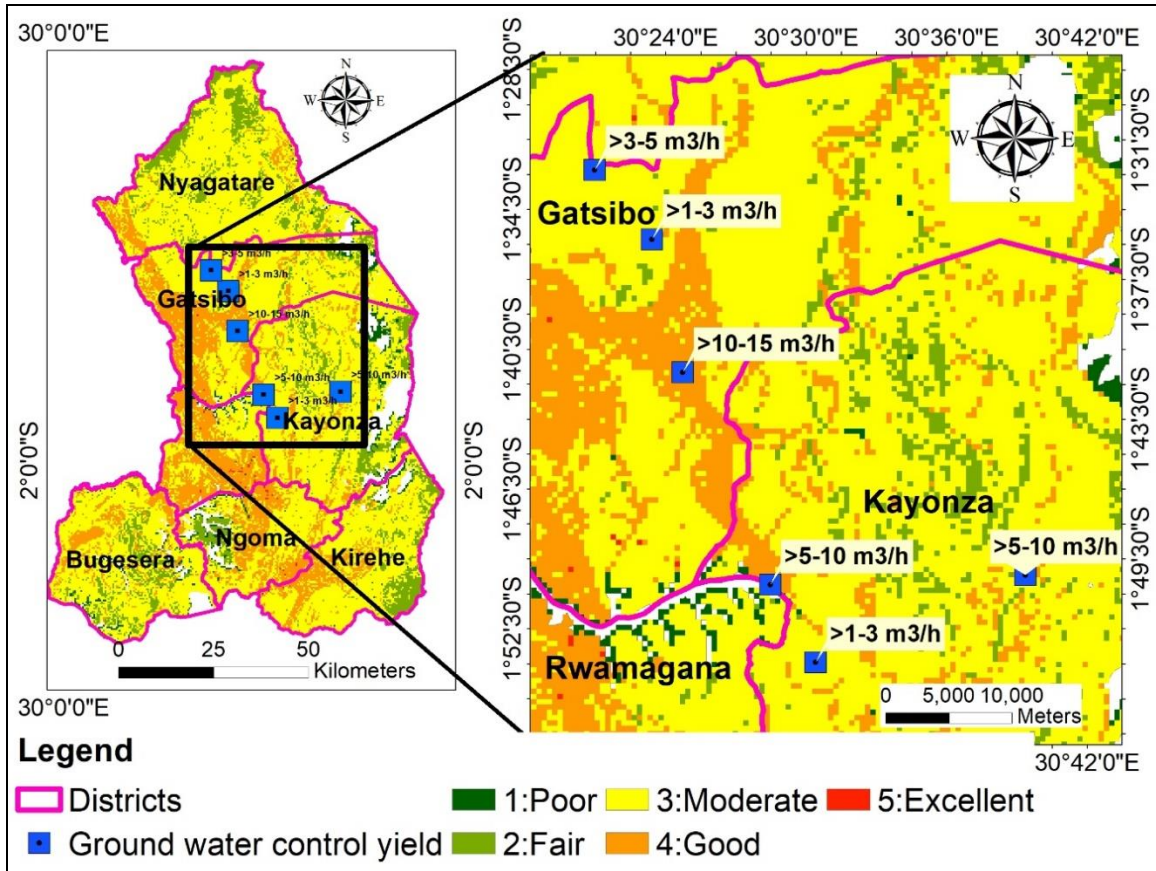 30°0'0"E
N
W E
S
Nyagatare
>3-5 m3/h
>1-3 m3/h
Gatsibo
>10-15 m3/h
>5-10 m3/h
>5-10 m3/h
>1-3 m3/h
Kayonza
2°0'0"S
2°0'0"S
Ngoma
Bugesera
Kirehe
0 25 50
Kilometers
30°0'0"E
30°24'0"E 30°30'0"E 30°36'0"E 30°42'0"E
1°28'30"S
1°34'30"S
1°40'30"S
1°46'30"S
1°52'30"S
N
W E
S
>3-5 m3/h
Gatsibo
>1-3 m3/h
>10-15 m3/h
Kayonza
>5-10 m3/h
>5-10 m3/h
>1-3 m3/h
Rwamagana
0 5,000 10,000
Meters
1°31'30"S
1°37'30"S
1°43'30"S
1°49'30"S
30°42'0"E
Legend
Districts
Ground water control yield
1:Poor
2:Fair
3:Moderate
4:Good
5:Excellent